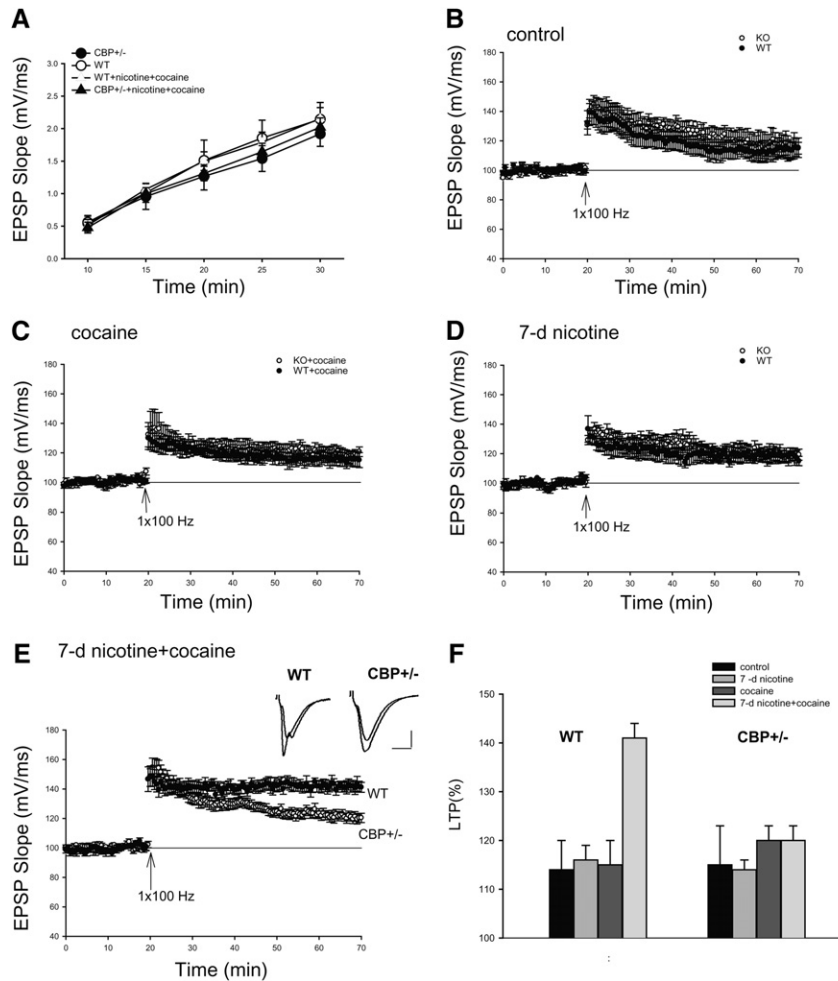 A
CBP+/-
WT
WT+nicotine+cocaine
CBP+/-+nicotine+cocaine
EPSP Slope (mV/ms)
3.0
2.5
2.0
1.5
1.0
0.5
0.0
10 15 20 25 30
Time (min)
B
control
KO
WT
EPSP Slope (mV/ms)
180
160
140
120
100
80
60
40
1x100 Hz
0 10 20 30 40 50 60 70
Time (min)
C
cocaine
KO+cocaine
WT+cocaine
EPSP Slope (mV/ms)
180
160
140
120
100
80
60
40
1x100 Hz
0 10 20 30 40 50 60 70
Time (min)
D
7-d nicotine
KO
WT
EPSP Slope (mV/ms)
180
160
140
120
100
80
60
40
1x100 Hz
0 10 20 30 40 50 60 70
Time (min)
E
7-d nicotine+cocaine
WT CBP+/-
EPSP Slope (mV/ms)
180
160
140
120
100
80
60
40
WT
CBP+/-
1x100 Hz
0 10 20 30 40 50 60 70
Time (min)
F
control
7 -d nicotine
cocaine
7-d nicotine+cocaine
WT CBP+/-
LTP(%)
150
140
130
120
110
100
: